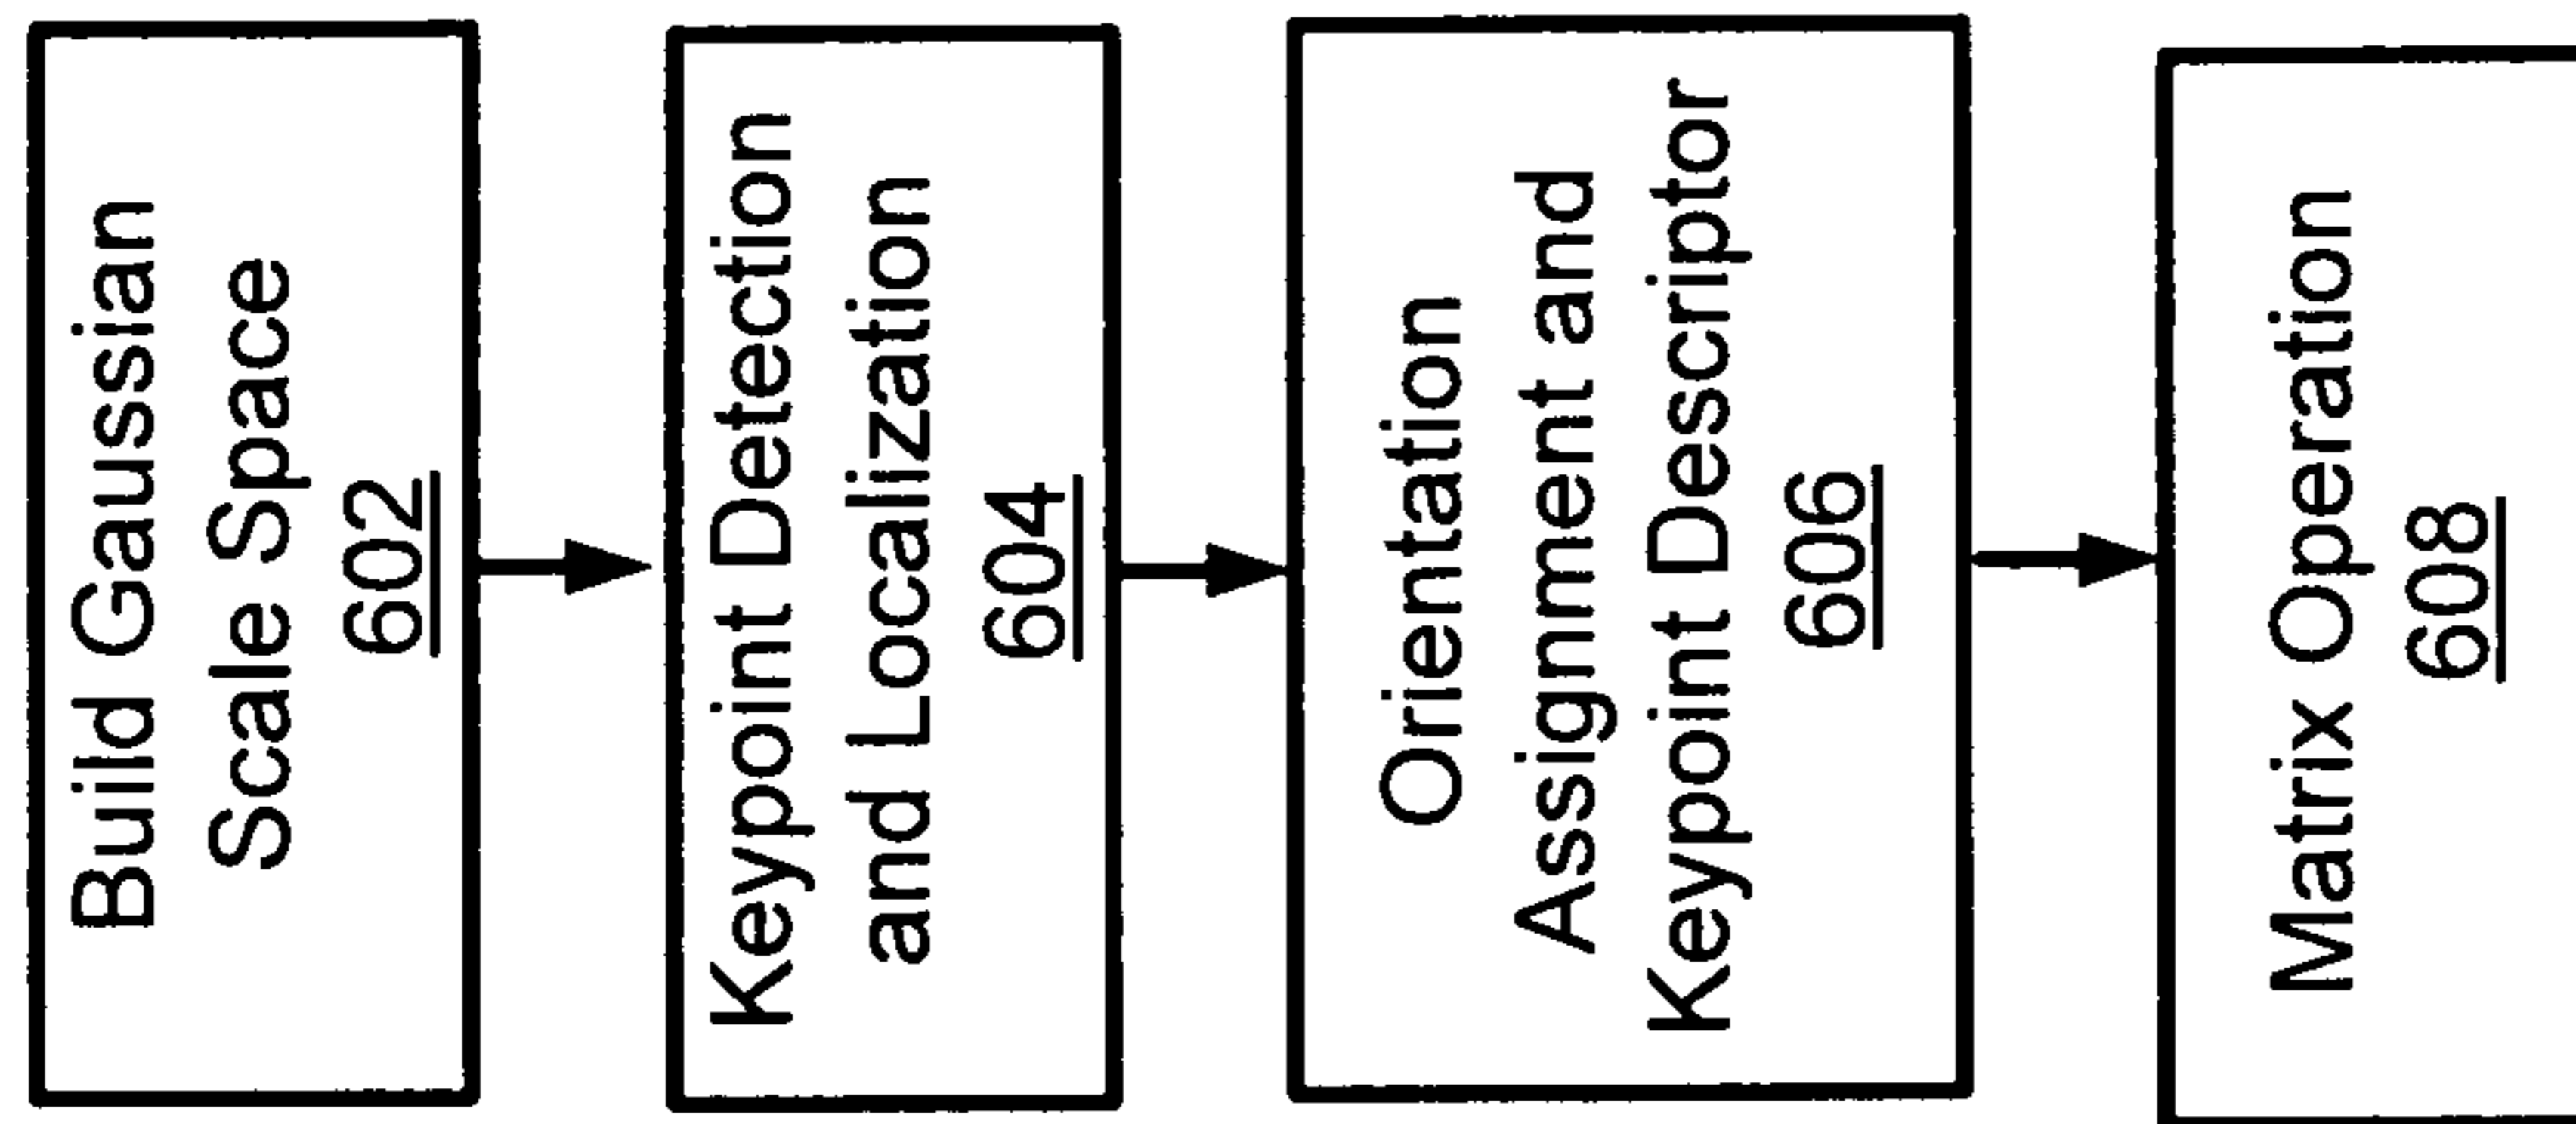 Build Gaussian
Scale Space
602
Keypoint Detection
and Localization
604
Orientation
Assignment and
Keypoint Descriptor
606
Matrix Operation
608